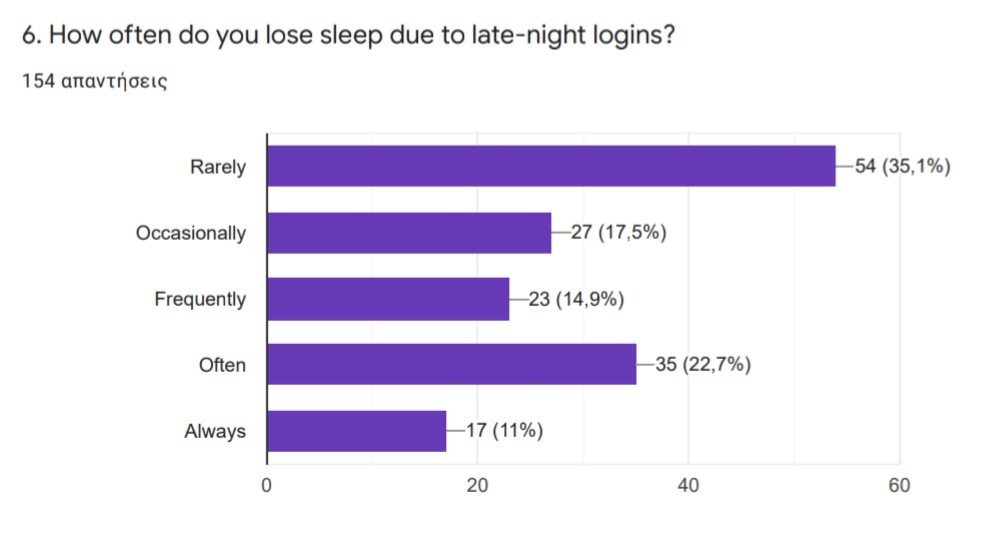 6. How often do you lose sleep due to late-night logins?
154 απαντήσεις
Rarely 54 (35,1%)
Occasionally 27 (17,5%)
Frequently 23 (14,9%)
Often 35 (22,7%)
Always 17 (11%)
0 20 40 60